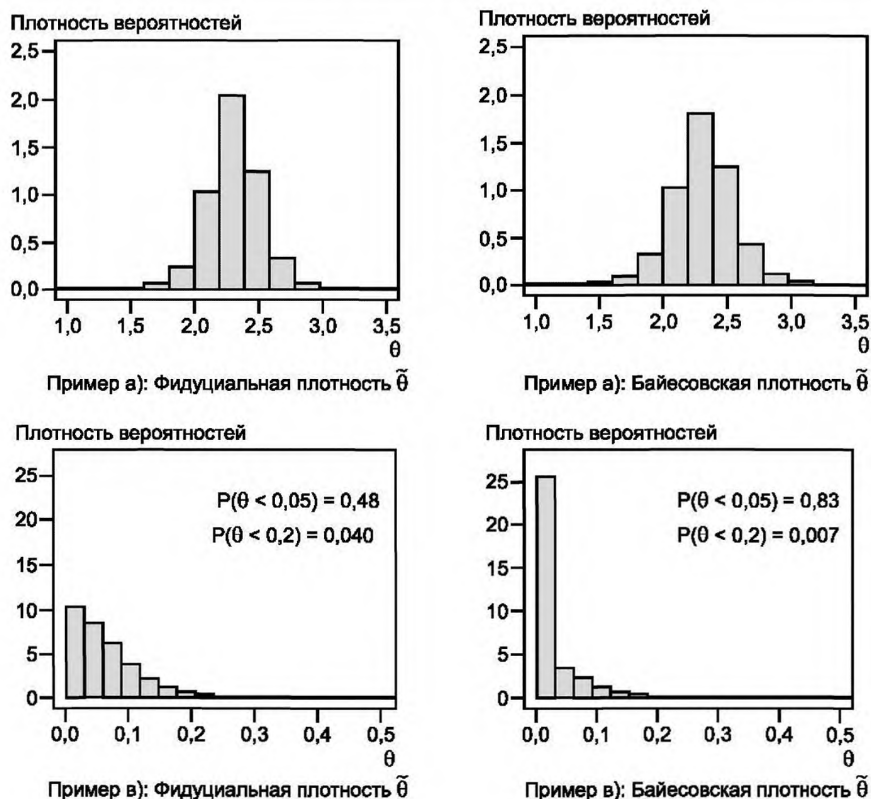 Плотность вероятностей
2,5
2,0
1,5
1,0
0,5
0,0
1,0 1,5 2,0 2,5 3,0 3,5
θ
Пример а): Фидуциальная плотность θ̃
Плотность вероятностей
2,5
2,0
1,5
1,0
0,5
0,0
1,0 1,5 2,0 2,5 3,0 3,5
θ
Пример а): Байесовская плотность θ̃
Плотность вероятностей
25
20
15
10
5
0
P(θ < 0,05) = 0,48
P(θ < 0,2) = 0,040
0,0 0,1 0,2 0,3 0,4 0,5
θ
Пример в): Фидуциальная плотность θ̃
Плотность вероятностей
25
20
15
10
5
0
P(θ < 0,05) = 0,83
P(θ < 0,2) = 0,007
0,0 0,1 0,2 0,3 0,4 0,5
θ
Пример в): Байесовская плотность θ̃